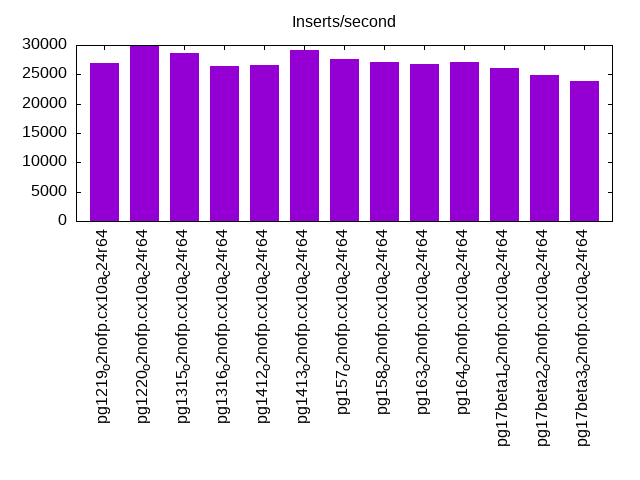 Inserts/second
30000
25000
20000
15000
10000
5000
0
pg1219o2nofp.cx10ac24r64
pg1220o2nofp.cx10ac24r64
pg1315o2nofp.cx10ac24r64
pg1316o2nofp.cx10ac24r64
pg1412o2nofp.cx10ac24r64
pg1413o2nofp.cx10ac24r64
pg157o2nofp.cx10ac24r64
pg158o2nofp.cx10ac24r64
pg163o2nofp.cx10ac24r64
pg164o2nofp.cx10ac24r64
pg17beta1o2nofp.cx10ac24r64
pg17beta2o2nofp.cx10ac24r64
pg17beta3o2nofp.cx10ac24r64